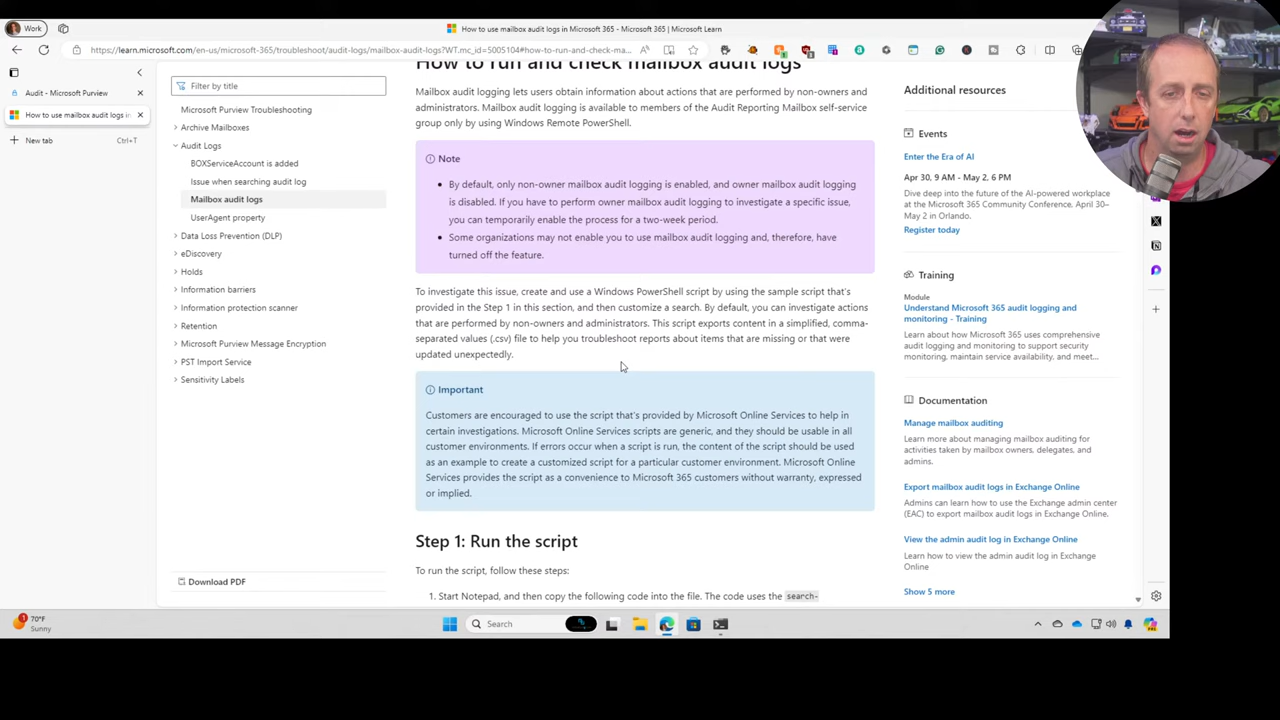 Work
How to use mailbox audit logs in Microsoft 365 - Microsoft 365 | Microsoft Learn
https://learn.microsoft.com/en-us/microsoft-365/troubleshoot/audit-logs/mailbox-audit-logs?WT.mc_id=5005104#how-to-run-and-check-ma...
Audit - Microsoft Purview
How to use mailbox audit logs in
New tab
Ctrl+T
Filter by title
Microsoft Purview Troubleshooting
Archive Mailboxes
Audit Logs
BOXServiceAccount is added
Issue when searching audit log
Mailbox audit logs
UserAgent property
Data Loss Prevention (DLP)
eDiscovery
Holds
Information barriers
Information protection scanner
Retention
Microsoft Purview Message Encryption
PST Import Service
Sensitivity Labels
Download PDF
How to run and check mailbox audit logs
Mailbox audit logging lets users obtain information about actions that are performed by non-owners and
administrators. Mailbox audit logging is available to members of the Audit Reporting Mailbox self-service
group only by using Windows Remote PowerShell.
Note
• By default, only non-owner mailbox audit logging is enabled, and owner mailbox audit logging
is disabled. If you have to perform owner mailbox audit logging to investigate a specific issue,
you can temporarily enable the process for a two-week period.
• Some organizations may not enable you to use mailbox audit logging and, therefore, have
turned off the feature.
To investigate this issue, create and use a Windows PowerShell script by using the sample script that's
provided in the Step 1 in this section, and then customize a search. By default, you can investigate actions
that are performed by non-owners and administrators. This script exports content in a simplified, comma-
separated values (.csv) file to help you troubleshoot reports about items that are missing or that were
updated unexpectedly.
Important
Customers are encouraged to use the script that's provided by Microsoft Online Services to help in
certain investigations. Microsoft Online Services scripts are generic, and they should be usable in all
customer environments. If errors occur when a script is run, the content of the script should be used
as an example to create a customized script for a particular customer environment. Microsoft Online
Services provides the script as a convenience to Microsoft 365 customers without warranty, expressed
or implied.
Step 1: Run the script
To run the script, follow these steps:
1. Start Notepad, and then copy the following code into the file. The code uses the search-
Additional resources
Events
Enter the Era of AI
Apr 30, 9 AM - May 2, 6 PM
Dive deep into the future of the AI-powered workplace
at the Microsoft 365 Community Conference, April 30–
May 2 in Orlando.
Register today
Training
Module
Understand Microsoft 365 audit logging and
monitoring - Training
Learn about how Microsoft 365 uses comprehensive
audit logging and monitoring to support security
monitoring, maintain service availability, and meet...
Documentation
Manage mailbox auditing
Learn more about managing mailbox auditing for
activities taken by mailbox owners, delegates, and
admins.
Export mailbox audit logs in Exchange Online
Admins can learn how to use the Exchange admin center
(EAC) to export mailbox audit logs in Exchange Online.
View the admin audit log in Exchange Online
Learn how to view the admin audit log in Exchange
Online
Show 5 more
70°F
Sunny
Search